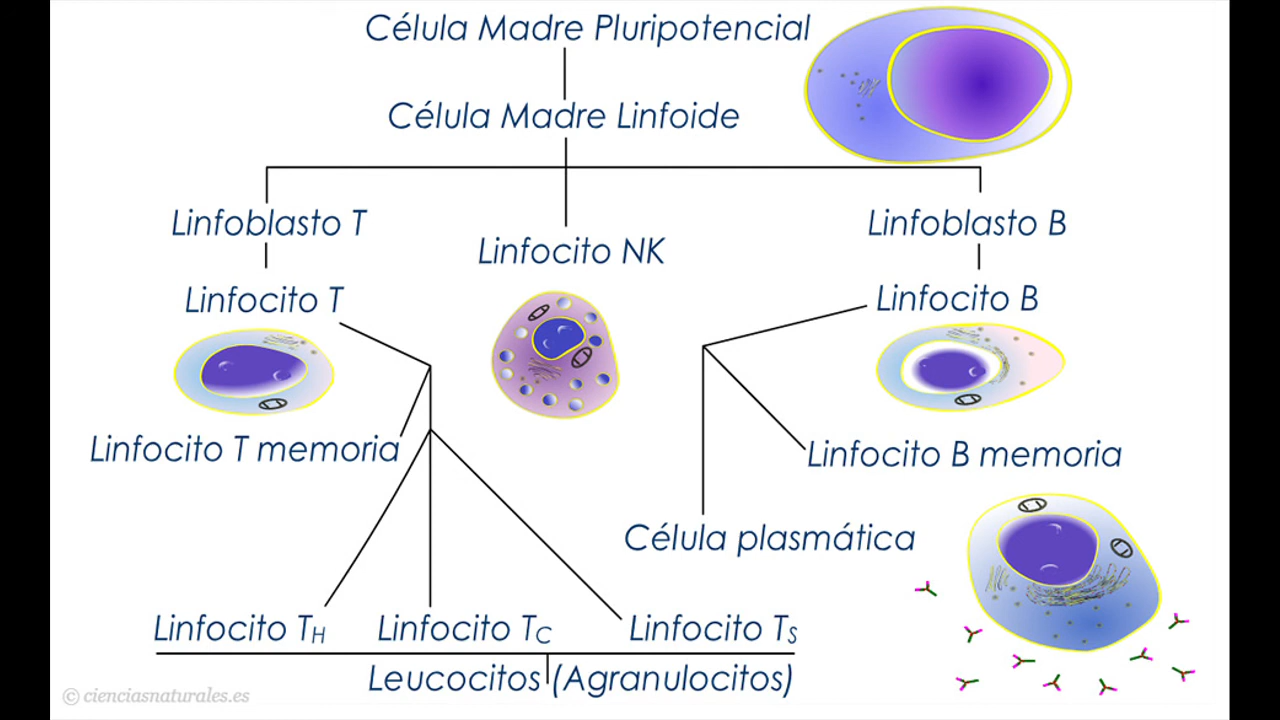 Célula Madre Pluripotencial
Célula Madre Linfoide
Linfoblasto T
Linfocito NK
Linfoblasto B
Linfocito T
Linfocito B
Linfocito T memoria
Linfocito B memoria
Célula plasmática
Linfocito TH
Linfocito TC
Linfocito TS
Leucocitos (Agranulocitos)
© cienciasnaturales.es